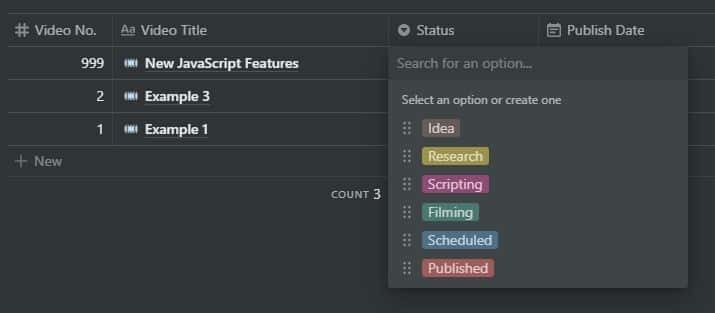 Video No. Aa Video Title Status Publish Date
999 New JavaScript Features
Search for an option...
2 Example 3
Select an option or create one
1 Example 1
Idea
Research
+ New
Scripting
COUNT 3
Filming
Scheduled
Published